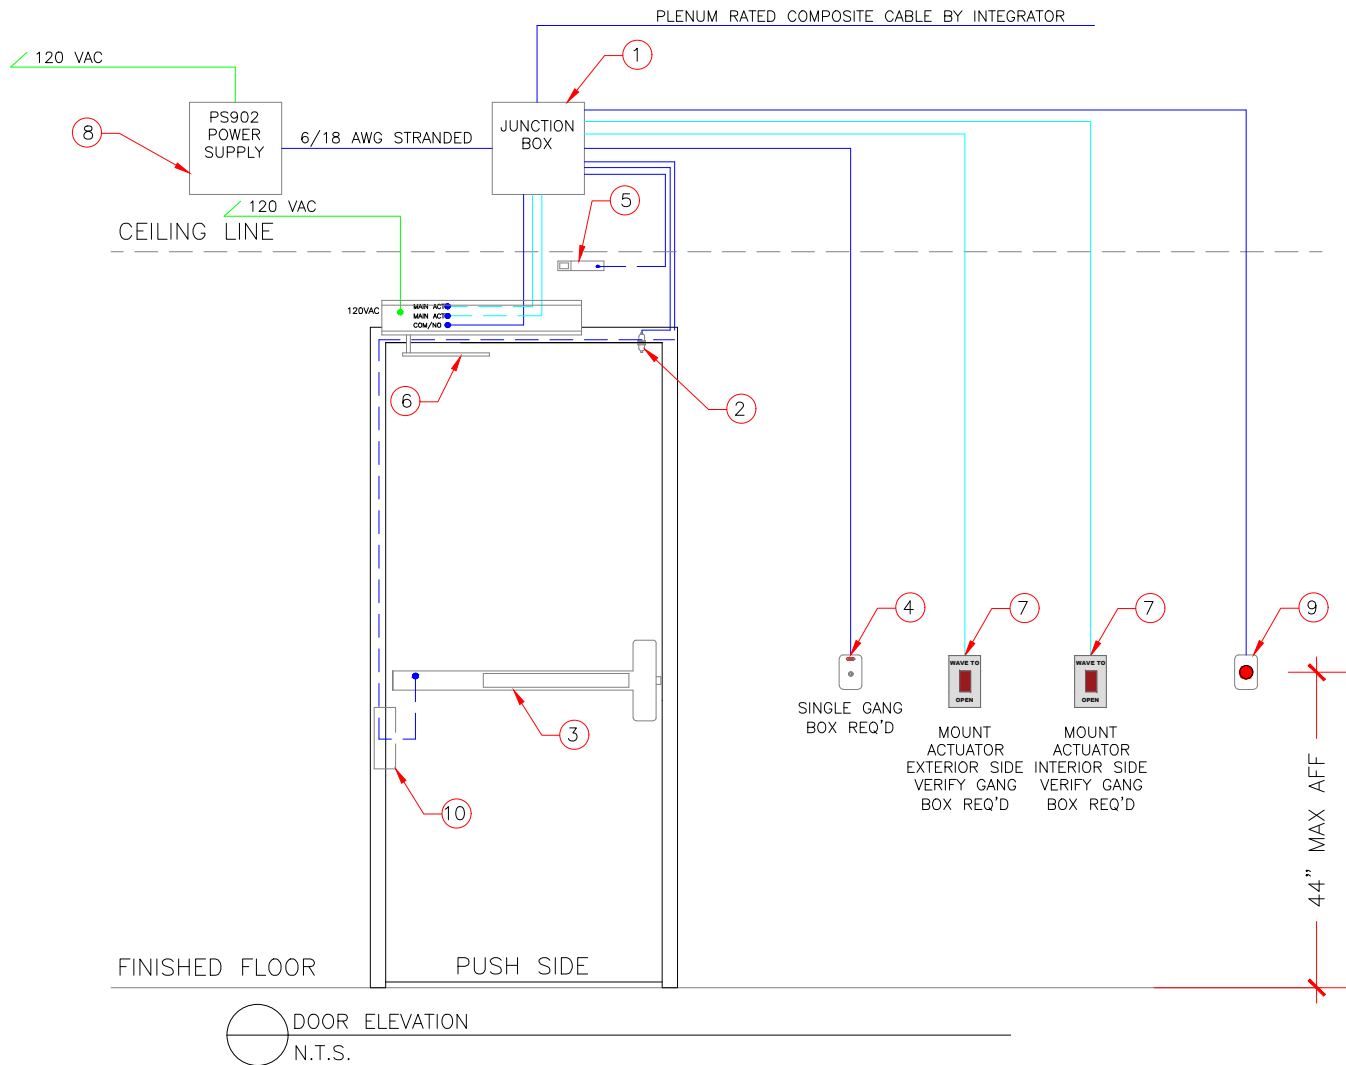 PLENUM RATED COMPOSITE CABLE BY INTEGRATOR
120 VAC
1
PS902
POWER
SUPPLY
8
6/18 AWG STRANDED
JUNCTION
BOX
120 VAC
5
CEILING LINE
120VAC
MAIN ACT
MAIN ACT
COM/NO
6
2
4
7
7
9
WAVE TO
OPEN
WAVE TO
OPEN
SINGLE GANG
BOX REQ'D
3
MOUNT
ACTUATOR
EXTERIOR SIDE
VERIFY GANG
BOX REQ'D
MOUNT
ACTUATOR
INTERIOR SIDE
VERIFY GANG
BOX REQ'D
10
44" MAX AFF
FINISHED FLOOR
PUSH SIDE
DOOR ELEVATION
N.T.S.